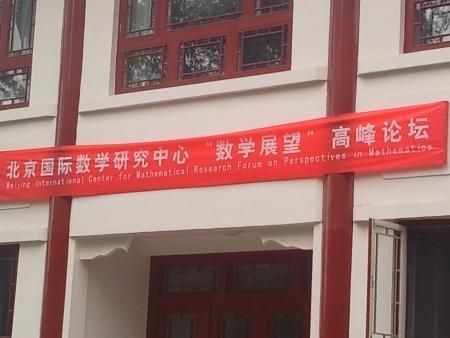 北京国际数学研究中心 "数学展望" 高峰论坛
Beijing International Center for Mathematical Research Forum on Perspectives in Mathematics